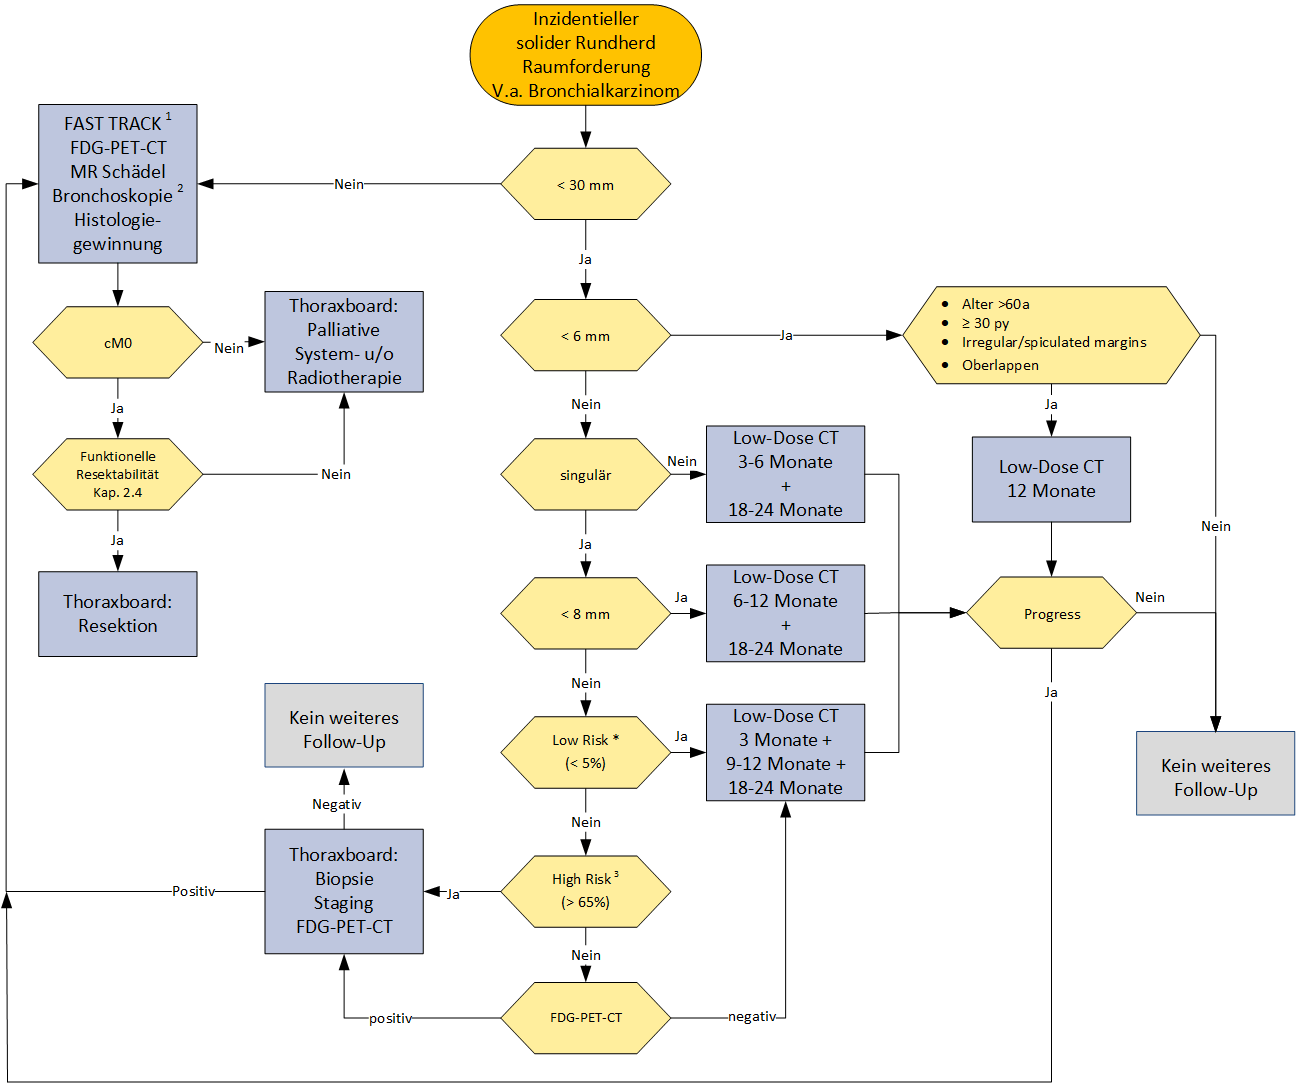 Inzidentieller
solider Rundherd
Raumforderung
V.a. Bronchialkarzinom
< 30 mm
Nein
FAST TRACK 1
FDG-PET-CT
MR Schädel
Bronchoskopie 2
Histologie-
gewinnung
Ja
< 6 mm
Ja
Alter >60a
≥ 30 py
Irregular/spiculated margins
Oberlappen
cM0
Nein
Thoraxboard:
Palliative
System- u/o
Radiotherapie
Ja
Funktionelle
Resektabilität
Kap. 2.4
Nein
Ja
Thoraxboard:
Resektion
Nein
singulär
Nein
Low-Dose CT
3-6 Monate
+
18-24 Monate
Ja
Low-Dose CT
12 Monate
Nein
Ja
< 8 mm
Ja
Low-Dose CT
6-12 Monate
+
18-24 Monate
Progress
Nein
Ja
Nein
Low Risk *
(< 5%)
Ja
Low-Dose CT
3 Monate +
9-12 Monate +
18-24 Monate
Kein weiteres
Follow-Up
Kein weiteres
Follow-Up
Negativ
Nein
Thoraxboard:
Biopsie
Staging
FDG-PET-CT
Positiv
Ja
High Risk 3
(> 65%)
Nein
positiv
FDG-PET-CT
negativ